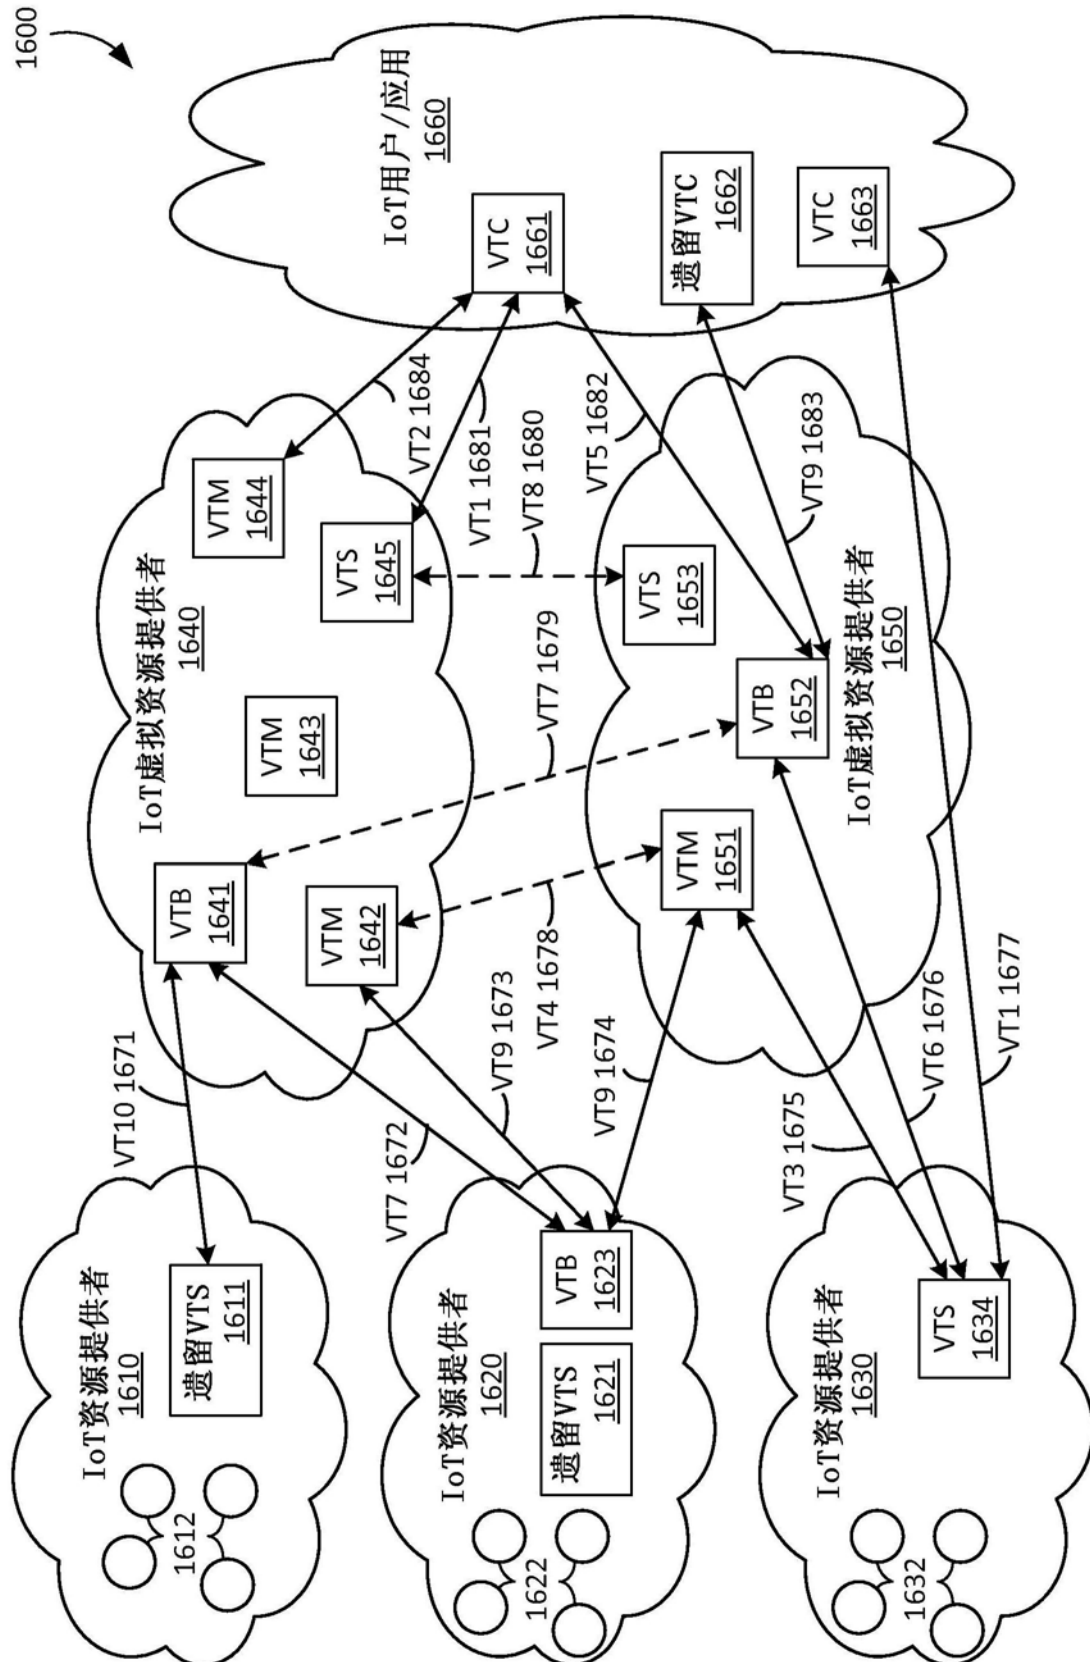 1600
IoT资源提供者
1610
遗留VTS
1611
1612
IoT资源提供者
1620
遗留VTS
1621
VTB
1623
1622
IoT资源提供者
1630
VTS
1634
1632
VT10 1671
VT7 1672
VT9 1673
VT9 1674
VT3 1675
VT6 1676
VT1 1677
IoT虚拟资源提供者
1640
VTB
1641
VTM
1642
VTM
1643
VTM
1644
VTS
1645
VT4 1678
VT7 1679
VT8 1680
IoT虚拟资源提供者
1650
VTM
1651
VTB
1652
VTS
1653
VT2 1684
VT1 1681
VT5 1682
VT9 1683
IoT用户/应用
1660
VTC
1661
遗留VTC
1662
VTC
1663